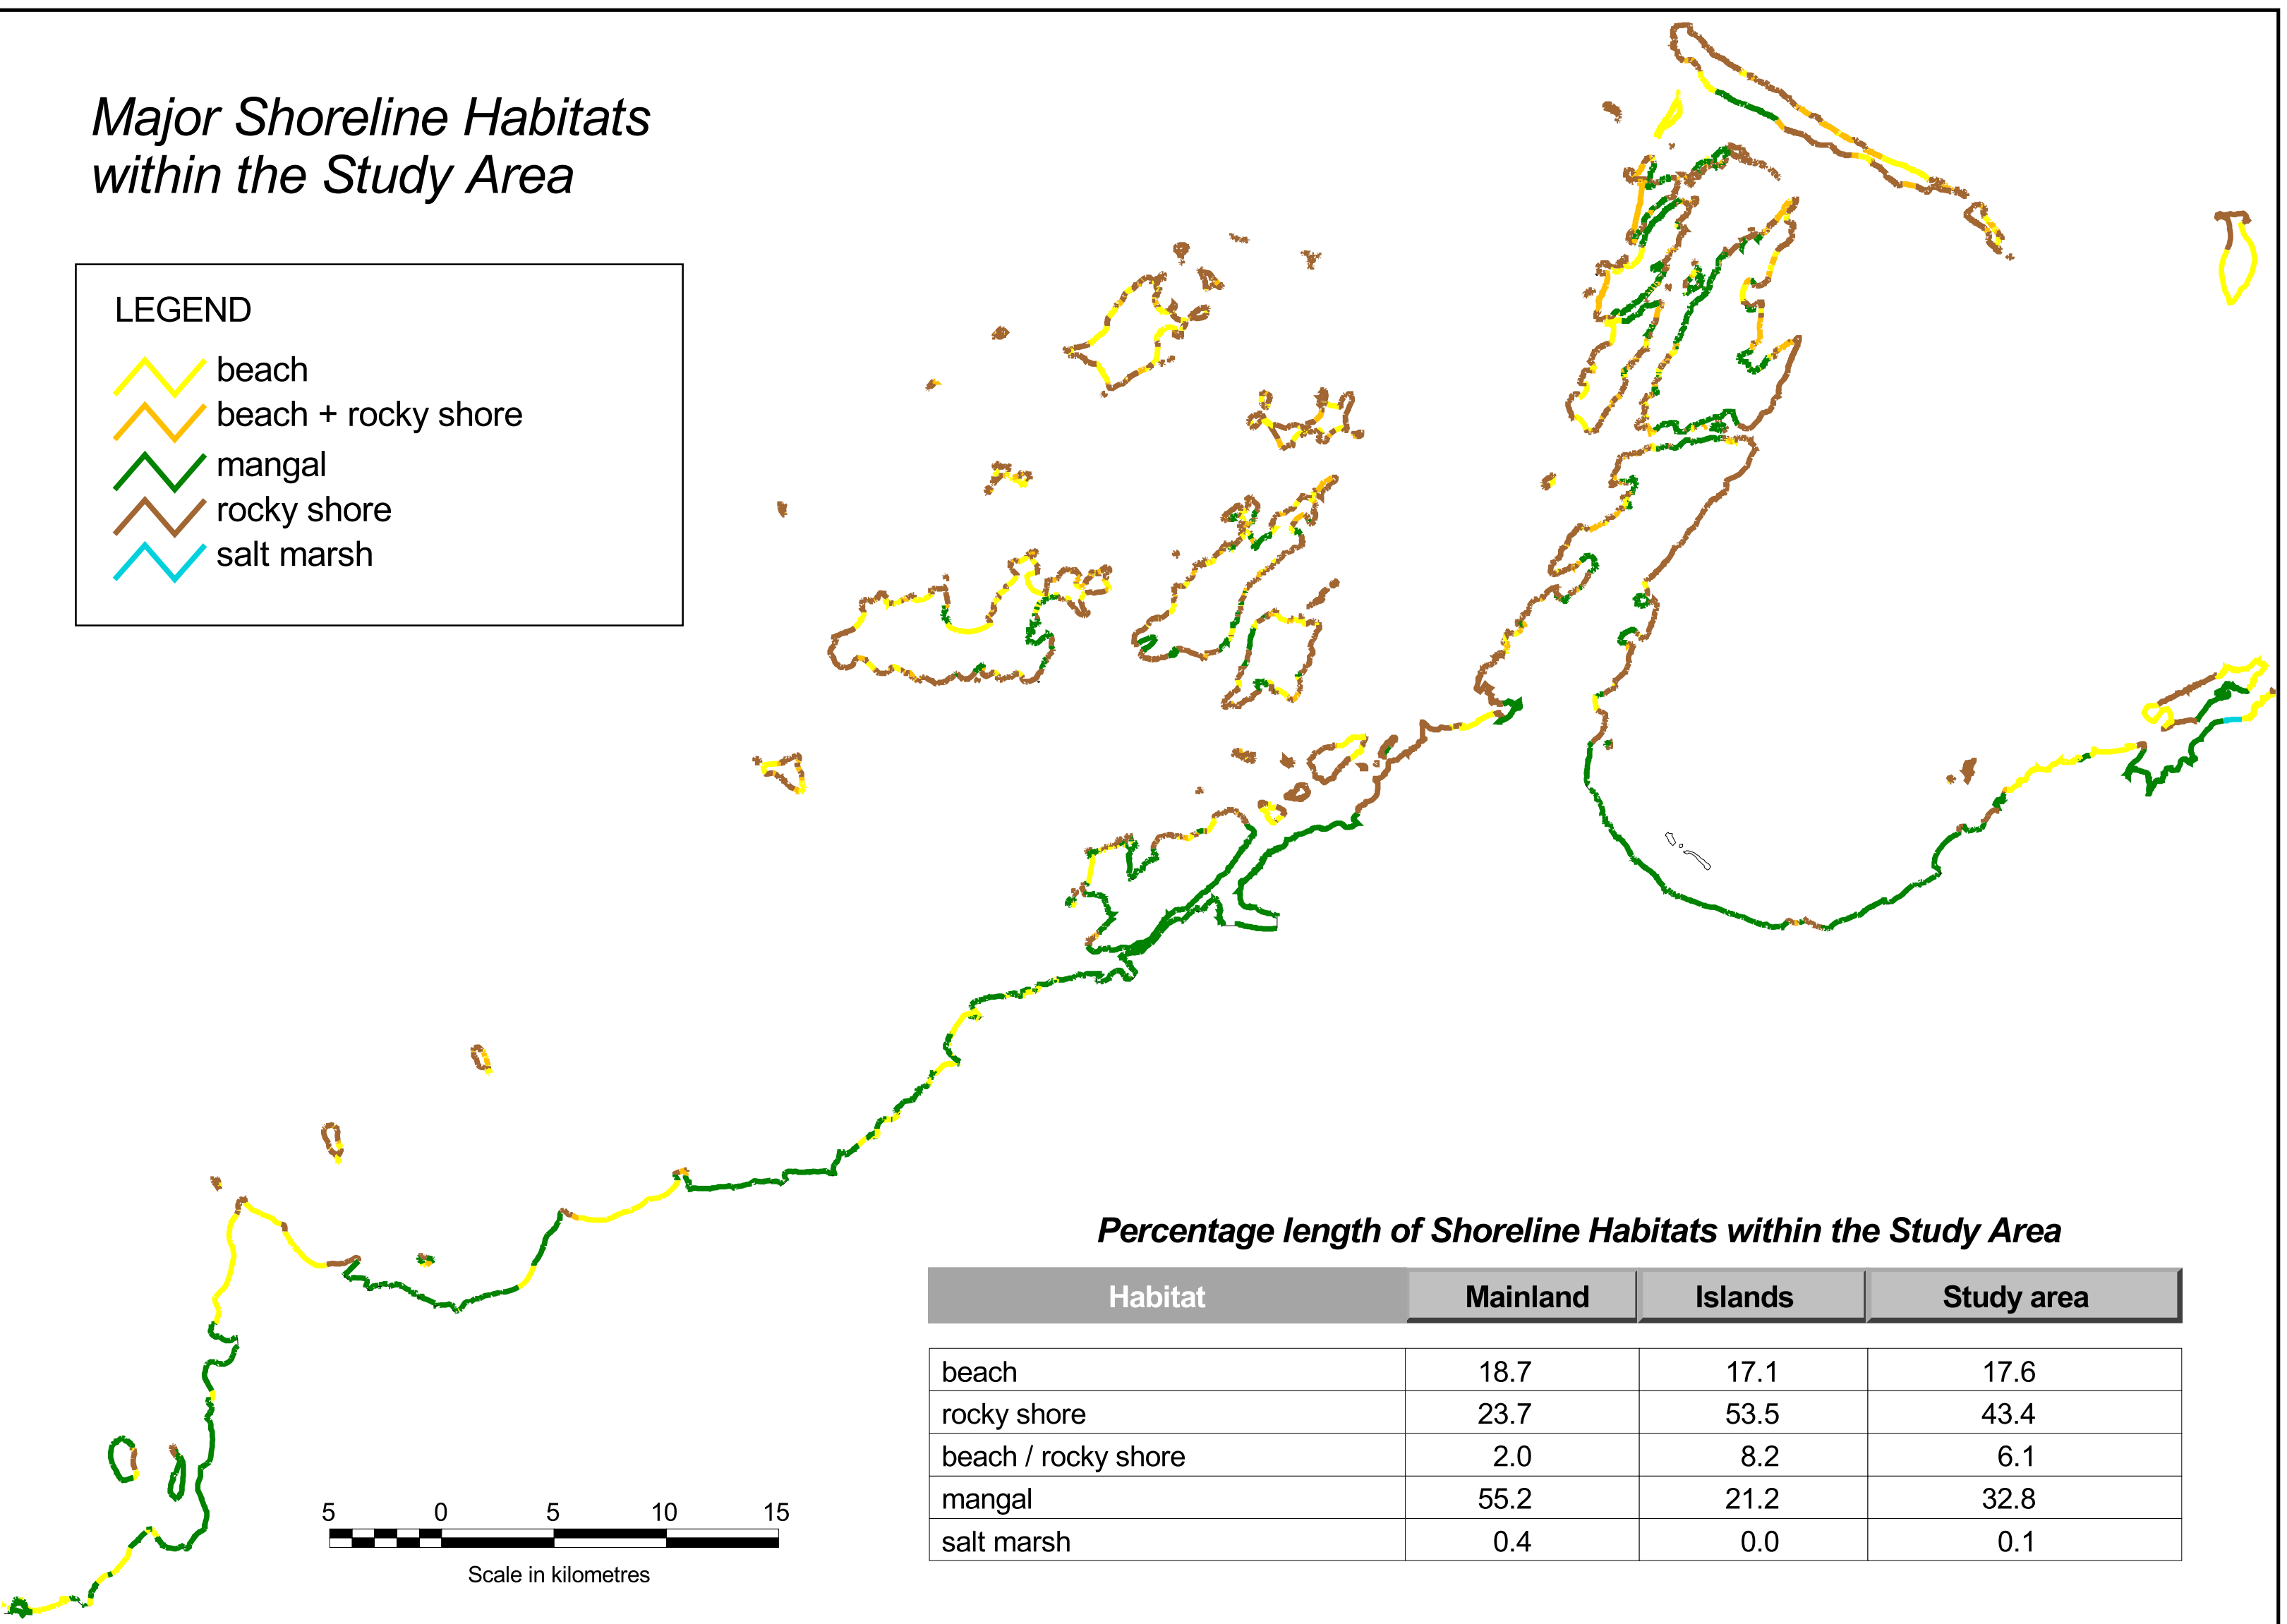 Major Shoreline Habitats
within the Study Area
LEGEND
beach
beach + rocky shore
mangal
rocky shore
salt marsh
Percentage length of Shoreline Habitats within the Study Area
Habitat Mainland Islands Study area
beach 18.7 17.1 17.6
rocky shore 23.7 53.5 43.4
beach / rocky shore 2.0 8.2 6.1
mangal 55.2 21.2 32.8
salt marsh 0.4 0.0 0.1
5 0 5 10 15
Scale in kilometres